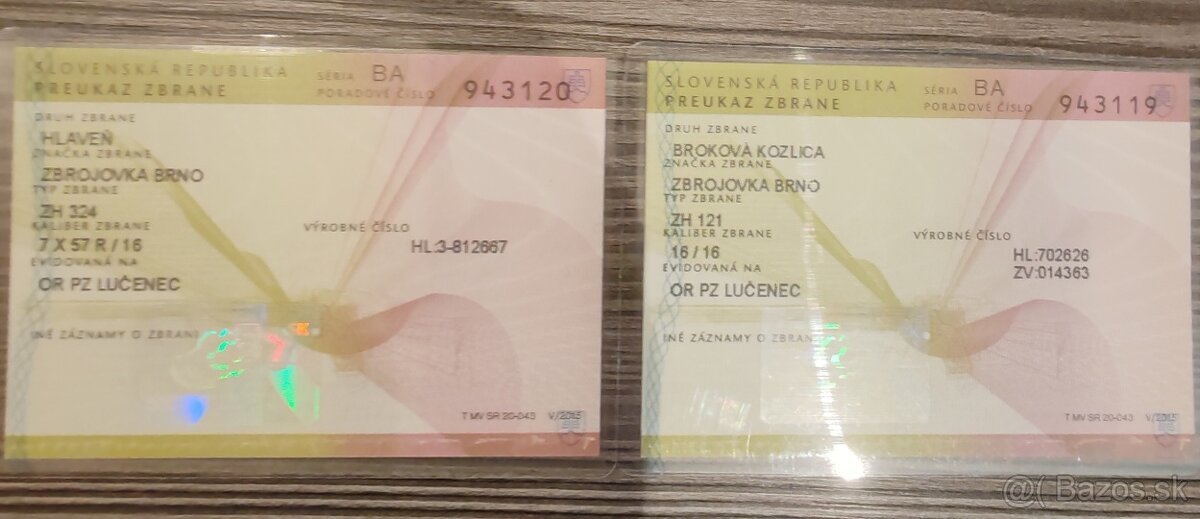 SLOVENSKÁ REPUBLIKA
PREUKAZ ZBRANE
SÉRIA BA
PORADOVÉ ČÍSLO 943120
DRUH ZBRANE
HLAVEŇ
ZNAČKA ZBRANE
ZBROJOVKA BRNO
TYP ZBRANE
ZH 324
KALIBER ZBRANE
7 X 57 R / 16
VÝROBNÉ ČÍSLO
HL:3-812667
EVIDOVANÁ NA
OR PZ LUČENEC
INÉ ZÁZNAMY O ZBRANI
T MV SR 20-043 V/2015
SLOVENSKÁ REPUBLIKA
PREUKAZ ZBRANE
SÉRIA BA
PORADOVÉ ČÍSLO 943119
DRUH ZBRANE
BROKOVÁ KOZLICA
ZNAČKA ZBRANE
ZBROJOVKA BRNO
TYP ZBRANE
ZH 121
KALIBER ZBRANE
16 / 16
VÝROBNÉ ČÍSLO
HL:702626
ZV:014363
EVIDOVANÁ NA
OR PZ LUČENEC
INÉ ZÁZNAMY O ZBRANI
T MV SR 20-043 V/2015
@( Bazos.sk